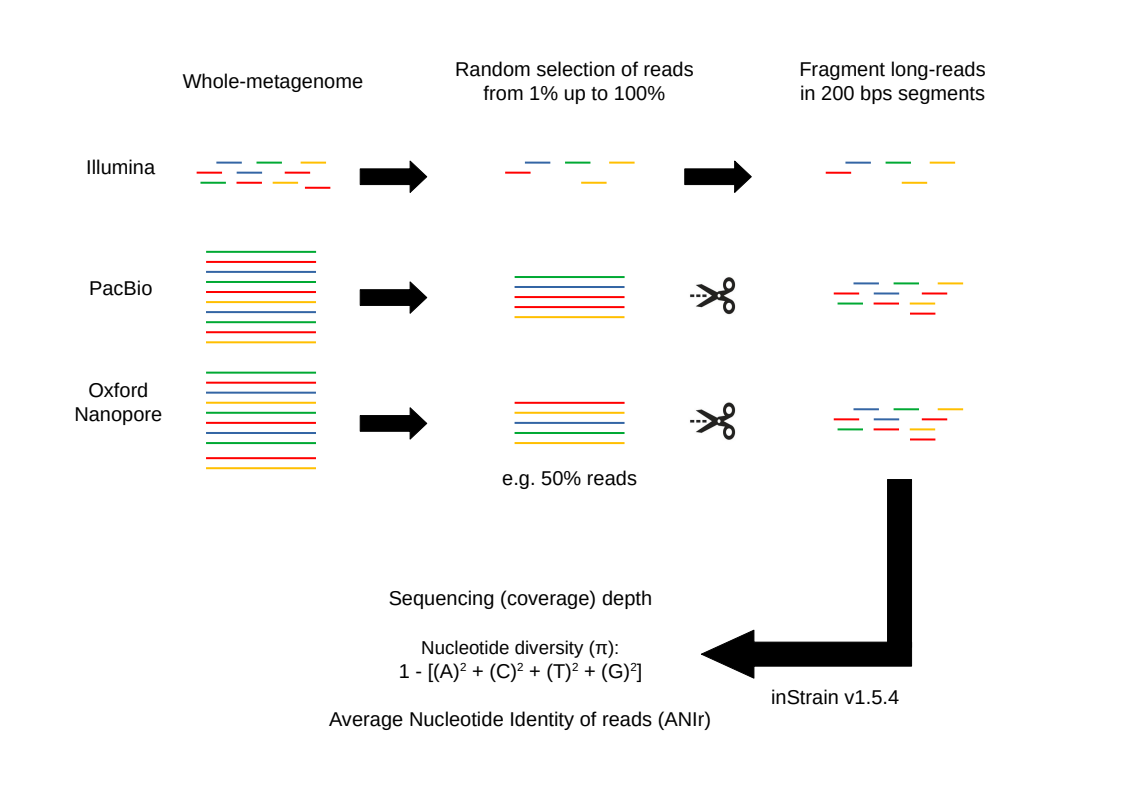 Whole-metagenome
Random selection of reads
from 1% up to 100%
Fragment long-reads
in 200 bps segments
Illumina
PacBio
Oxford
Nanopore
e.g. 50% reads
Sequencing (coverage) depth
Nucleotide diversity (π):
1 - [(A)² + (C)² + (T)² + (G)²]
Average Nucleotide Identity of reads (ANIr)
inStrain v1.5.4